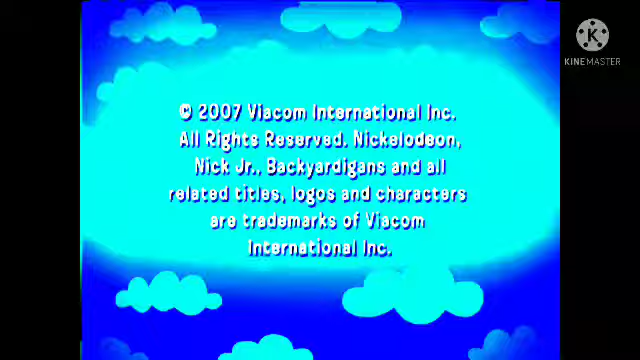 © 2007 Viacom International Inc.
All Rights Reserved. Nickelodeon,
Nick Jr., Backyardigans and all
related titles, logos and characters
are trademarks of Viacom
International Inc.
K
KINEMASTER